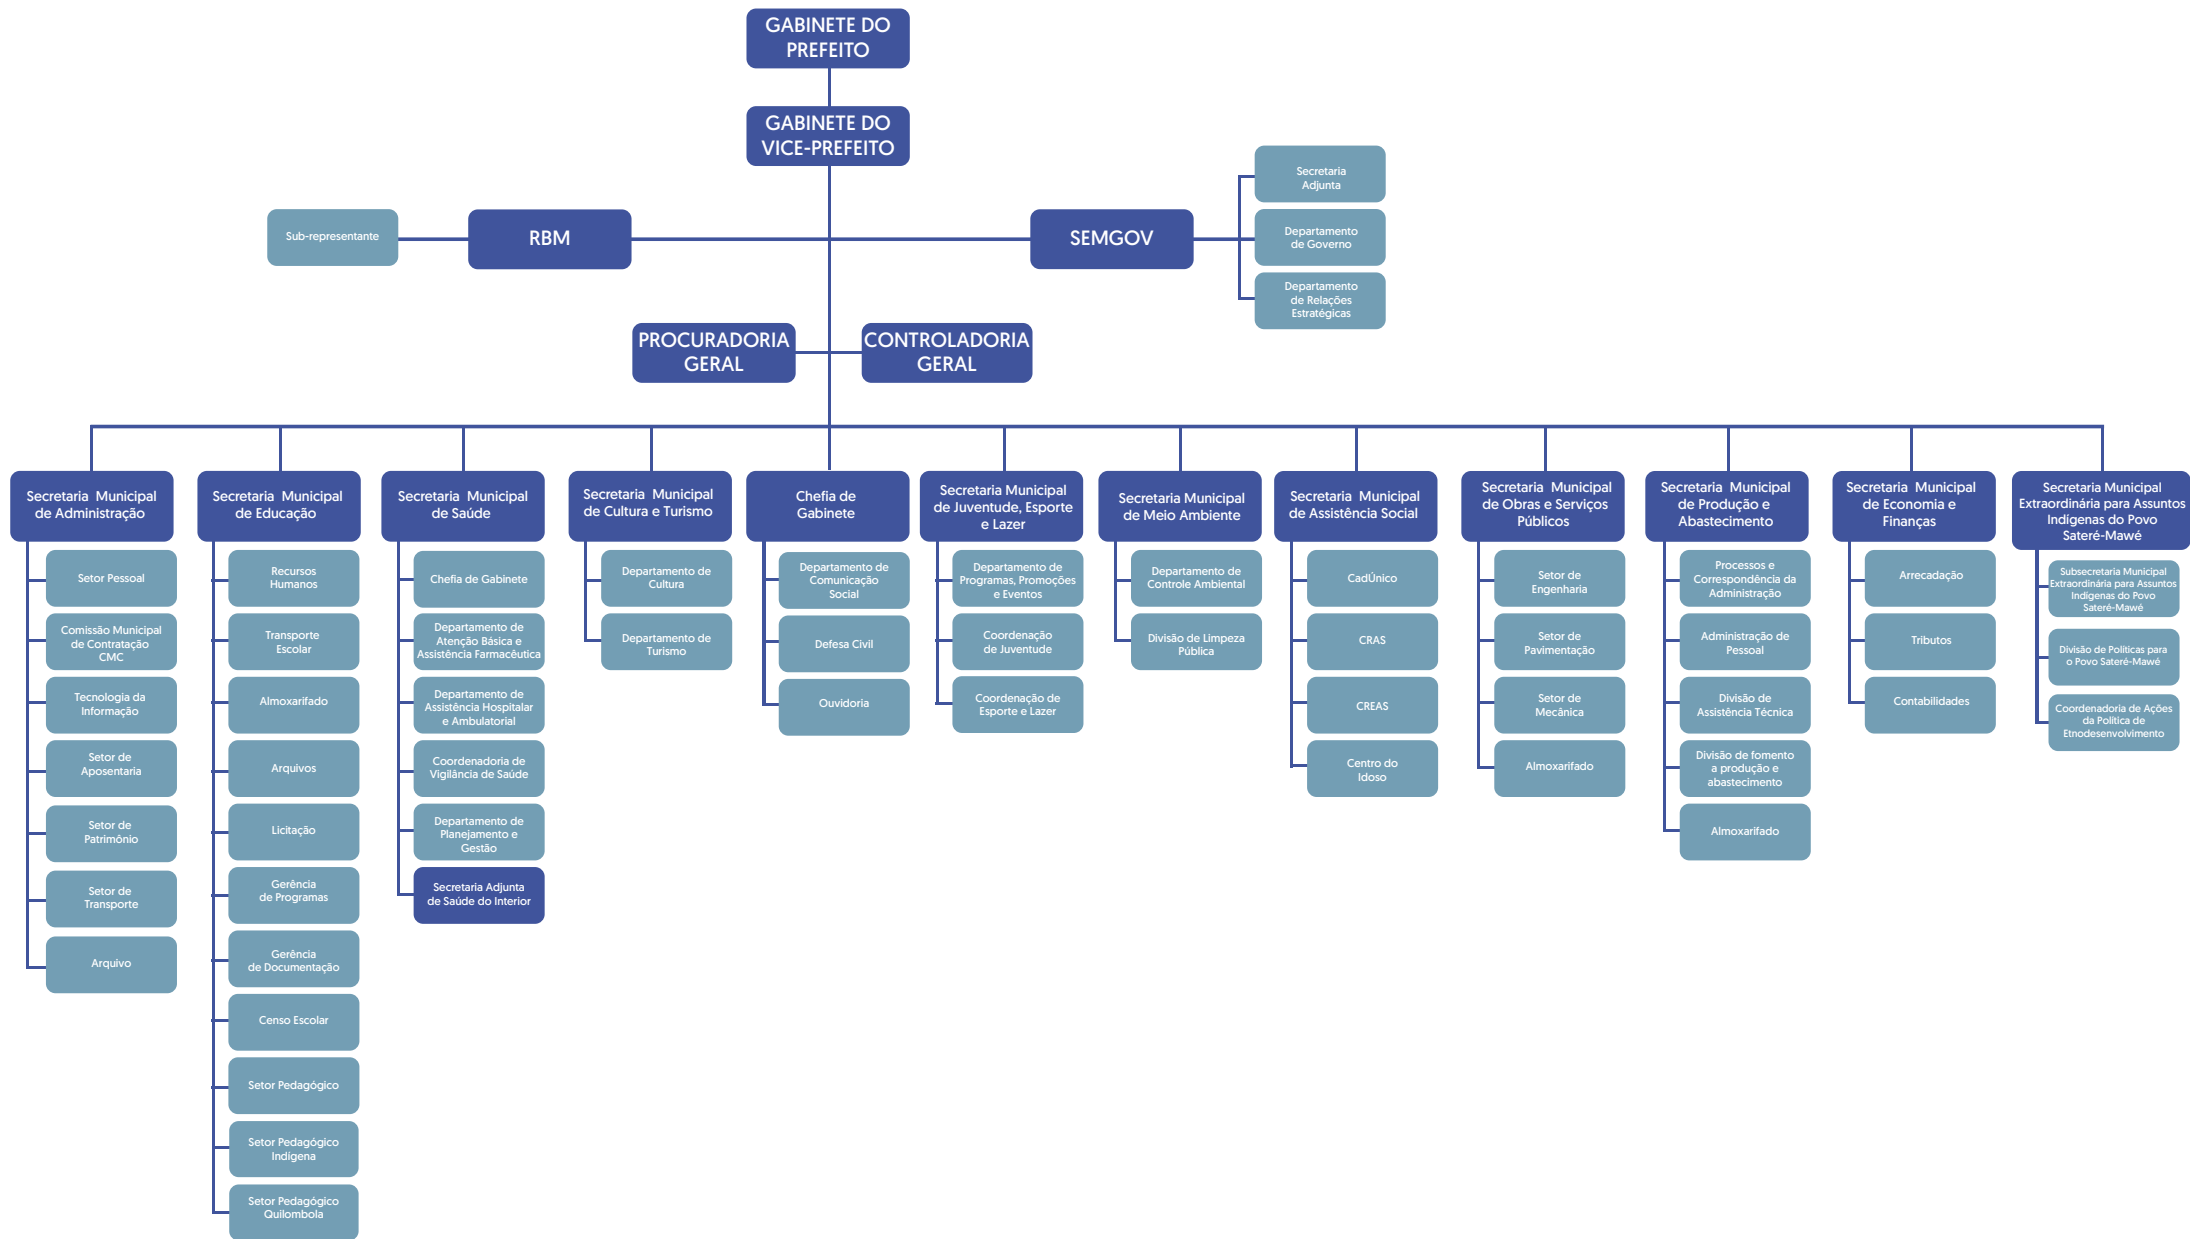 GABINETE DO
PREFEITO
GABINETE DO
VICE-PREFEITO
Sub-representante
RBM
SEMGOV
Secretaria
Adjunta
Departamento
de Governo
Departamento
de Relações
Estratégicas
PROCURADORIA
GERAL
CONTROLADORIA
GERAL
Secretaria Municipal
de Administração
Setor Pessoal
Comissão Municipal
de Contratação
CMC
Tecnologia da
Informação
Setor de
Aposentaria
Setor de
Patrimônio
Setor de
Transporte
Arquivo
Secretaria Municipal
de Educação
Recursos
Humanos
Transporte
Escolar
Almoxarifado
Arquivos
Licitação
Gerência
de Programas
Gerência
de Documentação
Censo Escolar
Setor Pedagógico
Setor Pedagógico
Indígena
Setor Pedagógico
Quilombola
Secretaria Municipal
de Saúde
Chefia de Gabinete
Departamento de
Atenção Básica e
Assistência Farmacêutica
Departamento de
Assistência Hospitalar
e Ambulatorial
Coordenadoria de
Vigilância de Saúde
Departamento de
Planejamento e
Gestão
Secretaria Adjunta
de Saúde do Interior
Secretaria Municipal
de Cultura e Turismo
Departamento de
Cultura
Departamento de
Turismo
Chefia de
Gabinete
Departamento de
Comunicação
Social
Defesa Civil
Ouvidoria
Secretaria Municipal
de Juventude, Esporte
e Lazer
Departamento de
Programas, Promoções
e Eventos
Coordenação
de Juventude
Coordenação de
Esporte e Lazer
Secretaria Municipal
de Meio Ambiente
Departamento de
Controle Ambiental
Divisão de Limpeza
Pública
Secretaria Municipal
de Assistência Social
CadÚnico
CRAS
CREAS
Centro do
Idoso
Secretaria Municipal
de Obras e Serviços
Públicos
Setor de
Engenharia
Setor de
Pavimentação
Setor de
Mecânica
Almoxarifado
Secretaria Municipal
de Produção e
Abastecimento
Processos e
Correspondência da
Administração
Administração de
Pessoal
Divisão de
Assistência Técnica
Divisão de fomento
a produção e
abastecimento
Almoxarifado
Secretaria Municipal
de Economia e
Finanças
Arrecadação
Tributos
Contabilidades
Secretaria Municipal
Extraordinária para Assuntos
Indígenas do Povo
Sateré-Mawé
Subsecretaria Municipal
Extraordinária para Assuntos
Indígenas do Povo
Sateré-Mawé
Divisão de Políticas para
o Povo Sateré-Mawé
Coordenadoria de Ações
da Política de
Etnodesenvolvimento